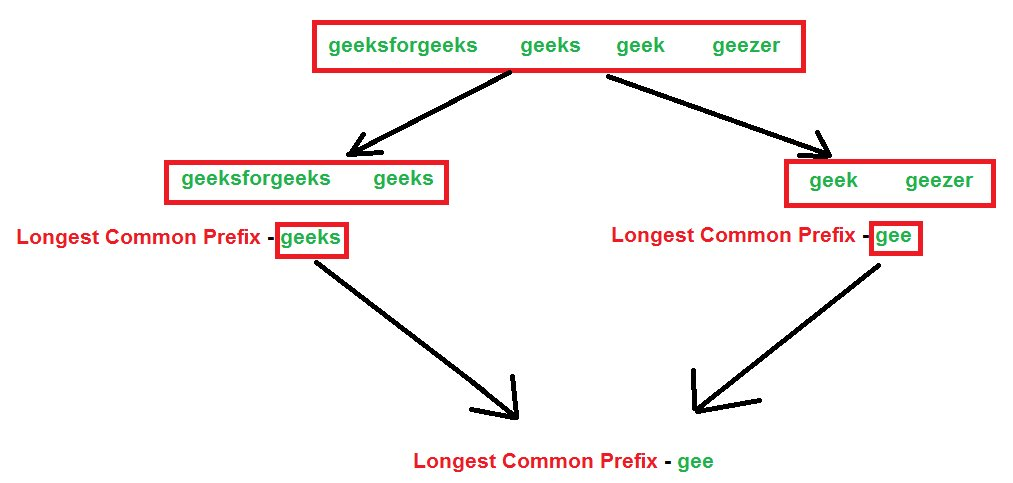 geeksforgeeks geeks geek geezer
geeksforgeeks geeks
geek geezer
Longest Common Prefix - geeks
Longest Common Prefix - gee
Longest Common Prefix - gee